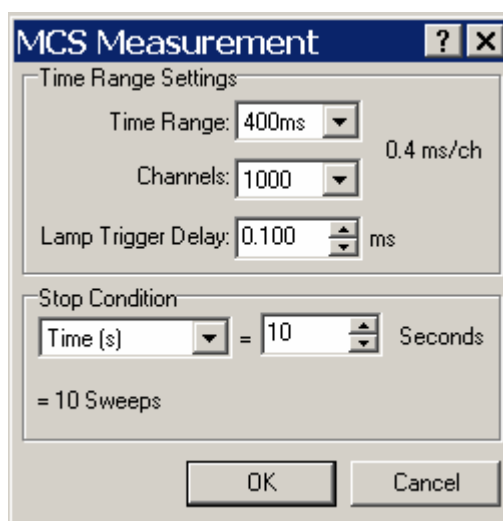 MCS Measurement ? ×
Time Range Settings
Time Range: 400ms
0.4 ms/ch
Channels: 1000
Lamp Trigger Delay: 0.100 ms
Stop Condition
Time (s) = 10 Seconds
= 10 Sweeps
OK Cancel